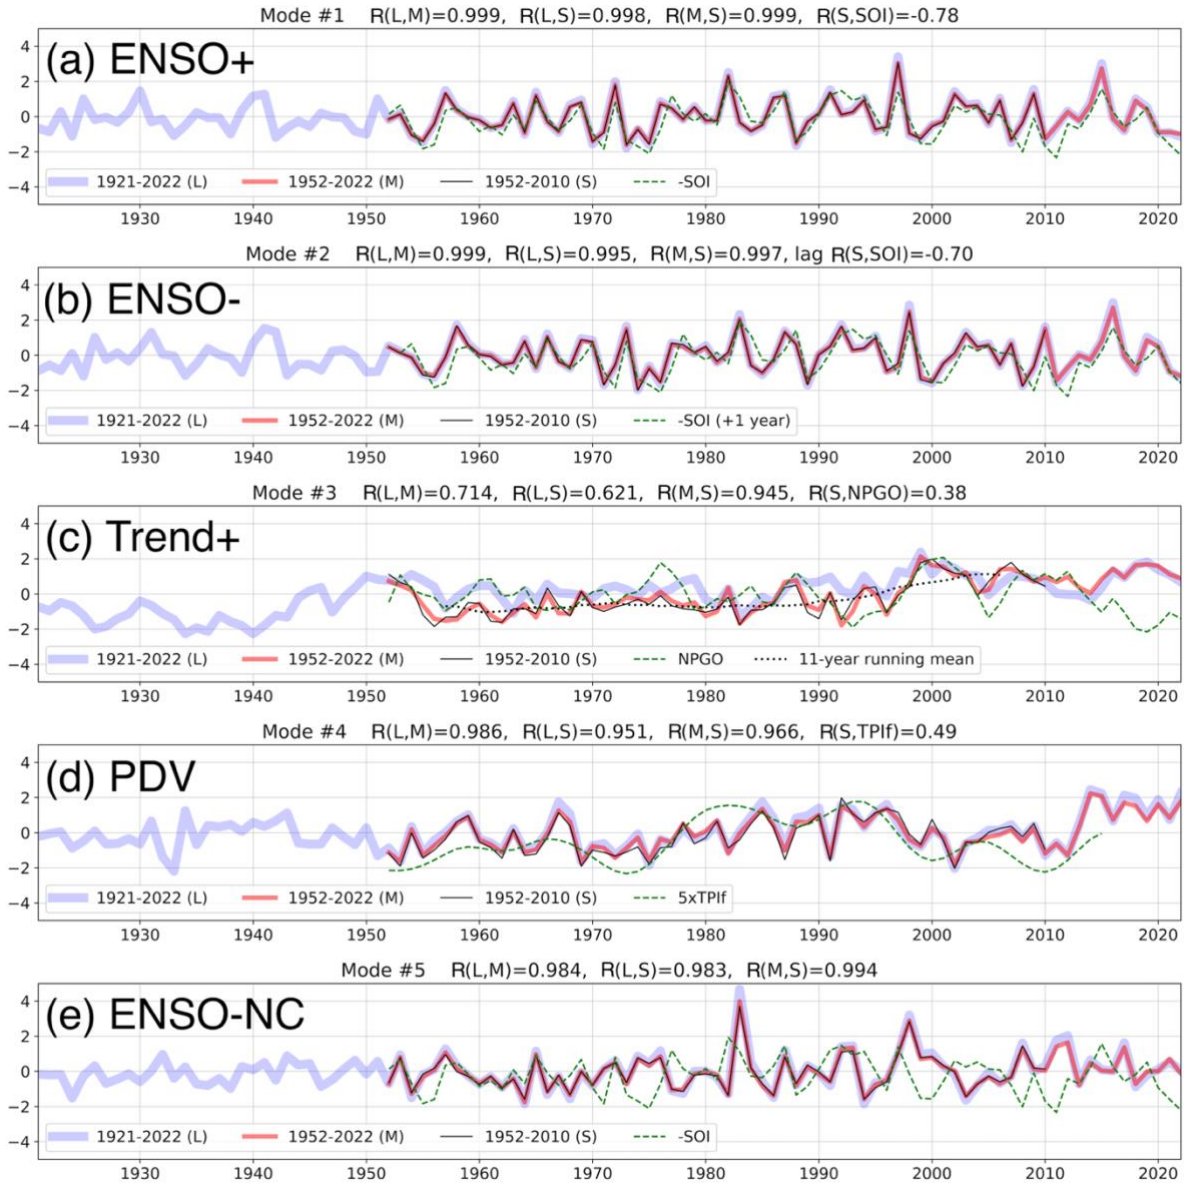 Mode #1 R(L,M)=0.999, R(L,S)=0.998, R(M,S)=0.999, R(S,SOI)=-0.78
(a) ENSO+
4
2
0
−2
−4
1921-2022 (L) 1952-2022 (M) 1952-2010 (S) -SOI
1930 1940 1950 1960 1970 1980 1990 2000 2010 2020
Mode #2 R(L,M)=0.999, R(L,S)=0.995, R(M,S)=0.997, lag R(S,SOI)=-0.70
(b) ENSO-
4
2
0
−2
−4
1921-2022 (L) 1952-2022 (M) 1952-2010 (S) -SOI (+1 year)
1930 1940 1950 1960 1970 1980 1990 2000 2010 2020
Mode #3 R(L,M)=0.714, R(L,S)=0.621, R(M,S)=0.945, R(S,NPGO)=0.38
(c) Trend+
4
2
0
−2
−4
1921-2022 (L) 1952-2022 (M) 1952-2010 (S) NPGO 11-year running mean
1930 1940 1950 1960 1970 1980 1990 2000 2010 2020
Mode #4 R(L,M)=0.986, R(L,S)=0.951, R(M,S)=0.966, R(S,TPIf)=0.49
(d) PDV
4
2
0
−2
−4
1921-2022 (L) 1952-2022 (M) 1952-2010 (S) 5xTPIf
1930 1940 1950 1960 1970 1980 1990 2000 2010 2020
Mode #5 R(L,M)=0.984, R(L,S)=0.983, R(M,S)=0.994
(e) ENSO-NC
4
2
0
−2
−4
1921-2022 (L) 1952-2022 (M) 1952-2010 (S) -SOI
1930 1940 1950 1960 1970 1980 1990 2000 2010 2020